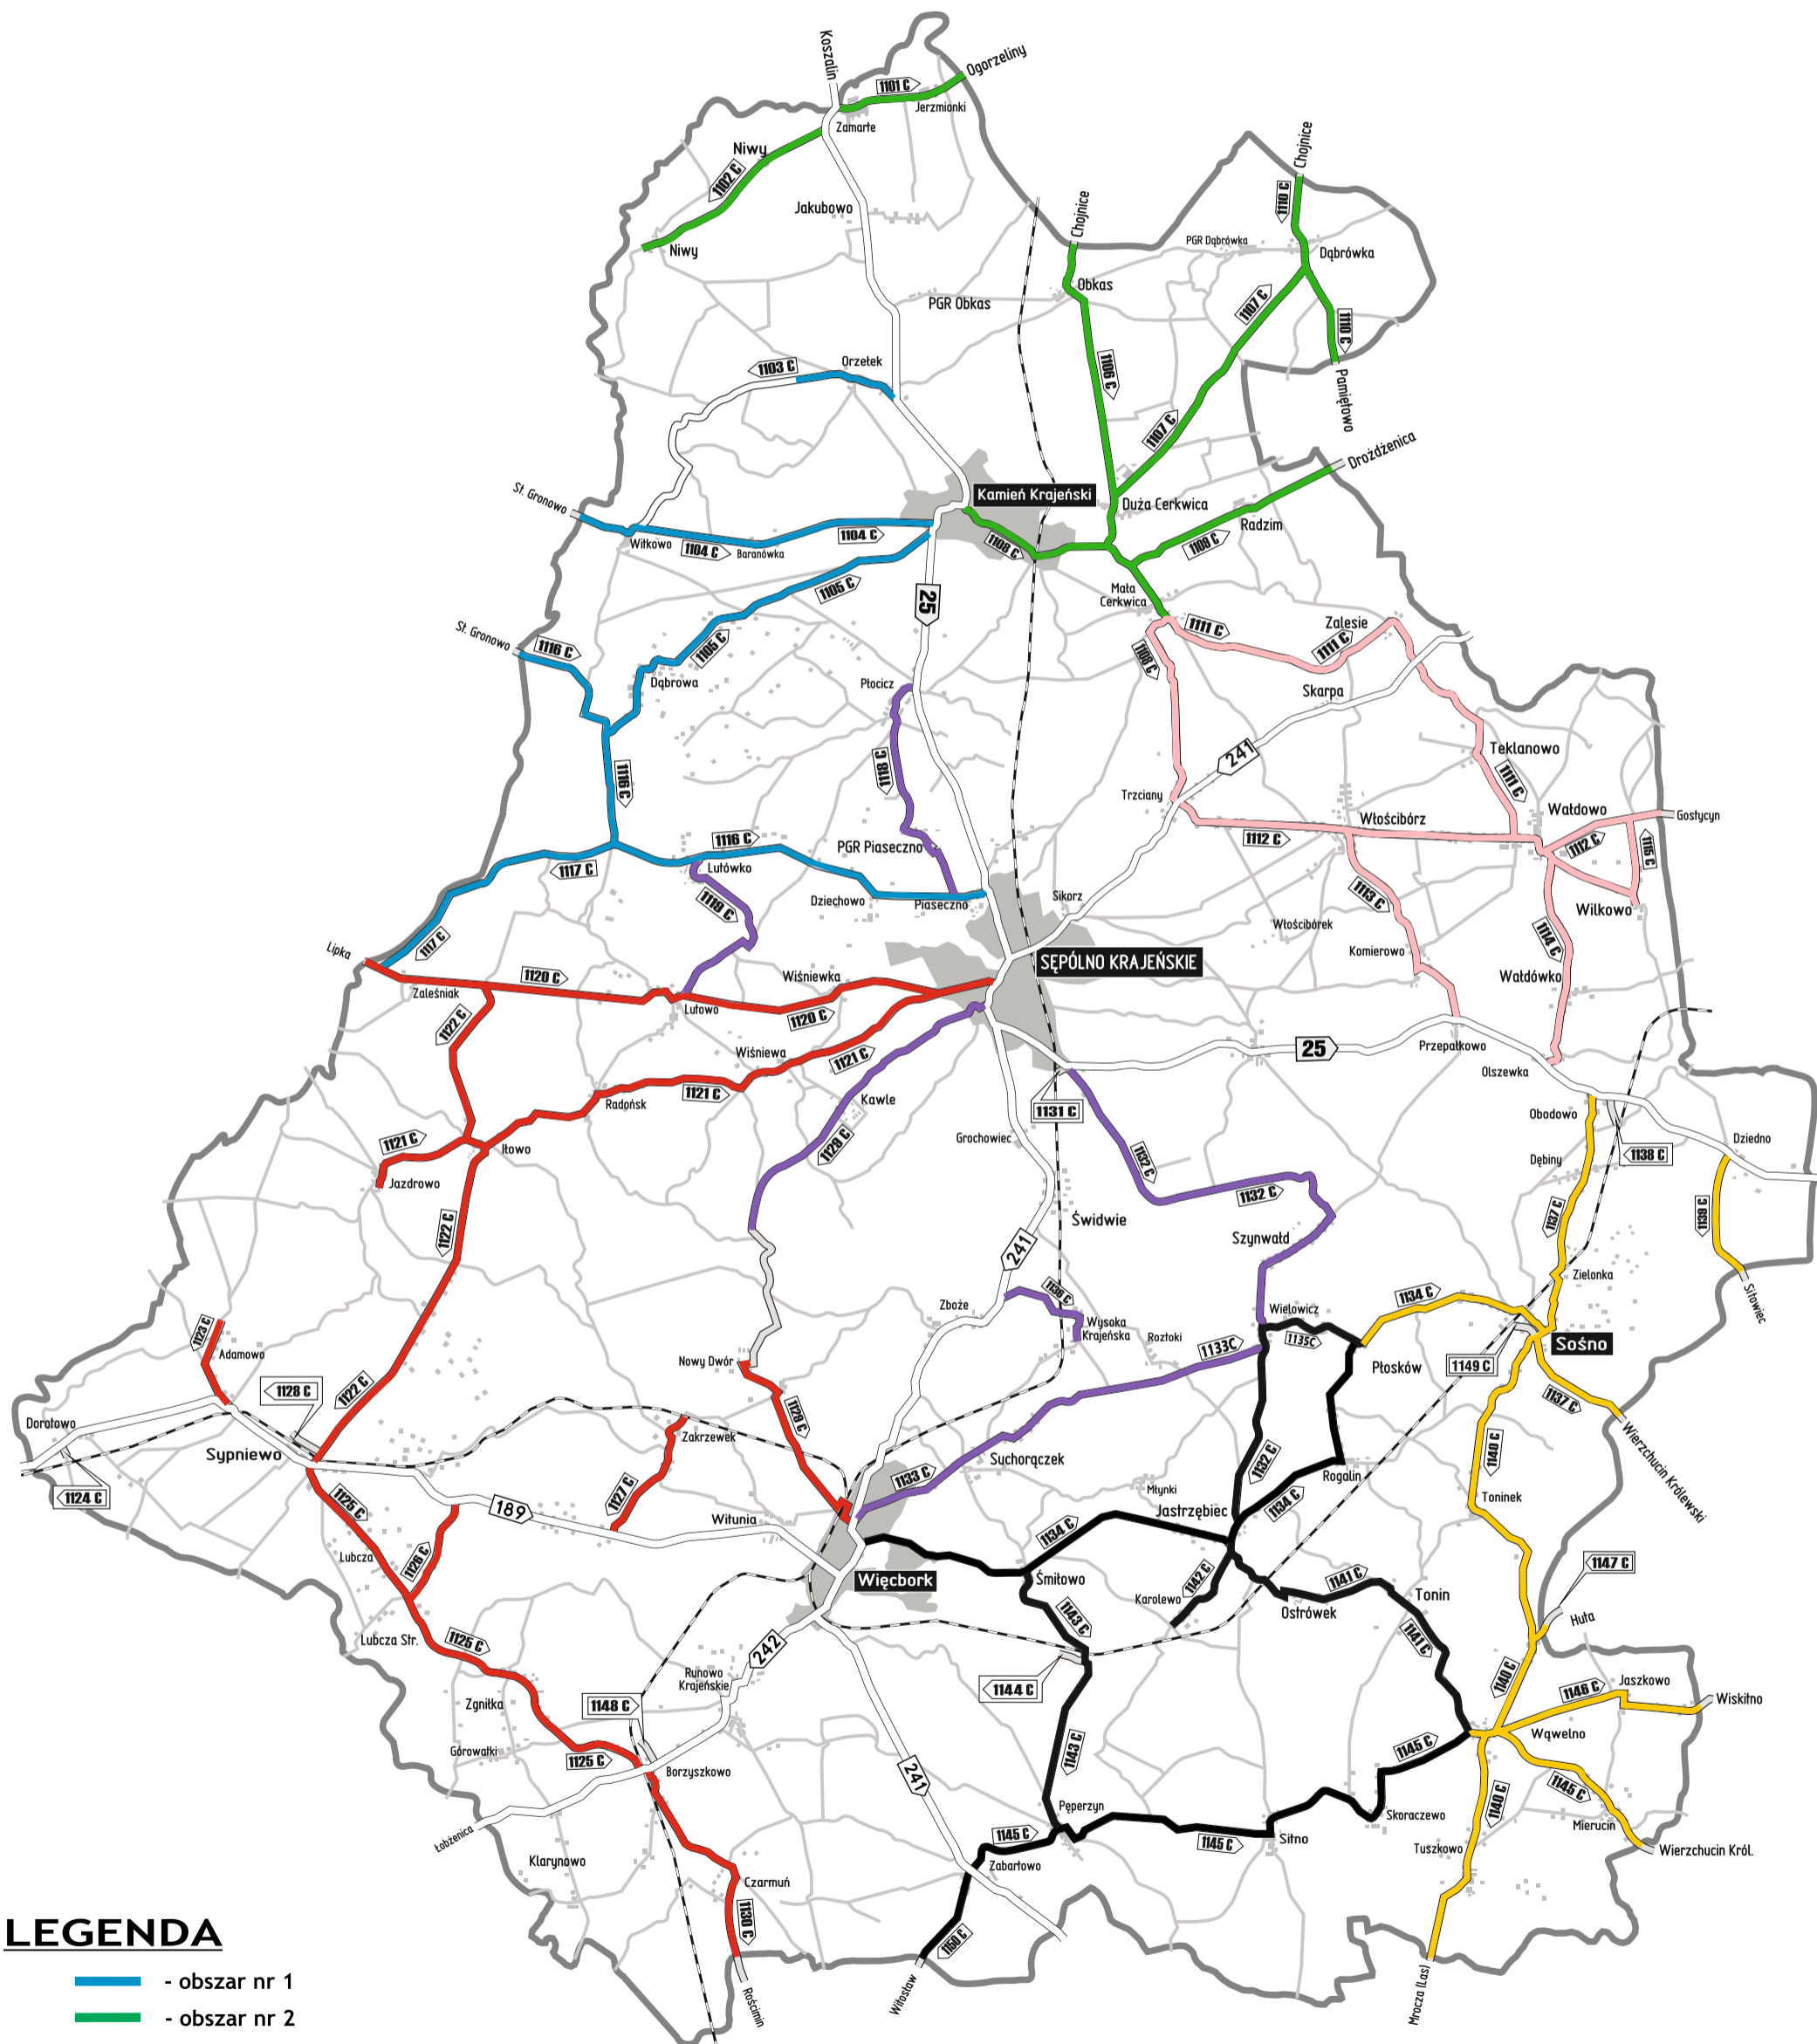 Koszalin
1101 C
Ogorzeliny
Jerzmionki
Zamarte
Niwy
1102 C
Niwy
Jakubowo
Chojnice
1110 C
Chojnice
PGR Dąbrówka
Dąbrówka
Obkas
PGR Obkas
1107 C
1110 C
Pamiętowo
Orzełek
1103 C
1106 C
1107 C
Drożdżenica
St. Gronowo
Kamień Krajeński
Duża Cerkwica
Radzim
Witkowo
1104 C
Baranówka
1104 C
1108 C
1109 C
1105 C
25
Mała
Cerkwica
St. Gronowo
1116 C
1105 C
Dąbrowa
1111 C
1111 C
Zalesie
1108 C
Płocicz
Skarpa
241
Teklanowo
1116 C
1118 C
Trzciany
1111 C
1116 C
PGR Piaseczno
1112 C
Włościbórz
Wałdowo
1112 C
Gostycyn
1115 C
1117 C
Lutówko
1119 C
Dziechowo
Piaseczno
Sikorz
1113 C
Włościbórek
Wilkowo
Lipka
1117 C
Komierowo
1114 C
Wałdówko
SĘPÓLNO KRAJEŃSKIE
Zaleśniak
1120 C
Wiśniewka
Lutowo
1120 C
1122 C
Wiśniewa
1121 C
25
Przepałkowo
Olszewka
Radońsk
1121 C
Kawle
1131 C
Obodowo
1121 C
Iłowo
1129 C
Grochowiec
1132 C
Dębiny
1138 C
Dziedno
Jazdrowo
1132 C
1122 C
Świdwie
Szynwałd
1137 C
1139 C
241
Zielonka
Sitowiec
Zboże
1136 C
Wysoka
Krajeńska
Roztoki
Wielowicz
1134 C
1123 C
Adamowo
1133C
1135C
Sośno
Nowy Dwór
1149 C
Płosków
1128 C
1122 C
1129 C
1137 C
Dorotowo
Sypniewo
Zakrzewek
Suchorączek
1132 C
1140 C
Wierzchucin Królewski
1124 C
1125 C
189
1127 C
1133 C
Młynki
Rogalin
Toninek
Witunia
Jastrzębiec
1134 C
1134 C
Lubcza
1126 C
Więcbork
Śmiłowo
1142 C
1141 C
1147 C
Karolewo
Ostrówek
Tonin
Huta
Lubcza Str.
1125 C
242
1143 C
1141 C
Runowo
Krajeńskie
1144 C
1140 C
Jaszkowo
Zgniłka
1148 C
1146 C
Wiskitno
Górowatki
1125 C
Borzyszkowo
241
1143 C
1145 C
Wąwelno
1145 C
Łobżenica
Pęperzyn
1140 C
Mierucin
Skoraczewo
Klarynowo
1145 C
1145 C
Sitno
Tuszkowo
Wierzchucin Król.
Zabartowo
Czarmuń
1130 C
1150 C
Rościmin
Witosław
Mrocza (Las)
LEGENDA
- obszar nr 1
- obszar nr 2